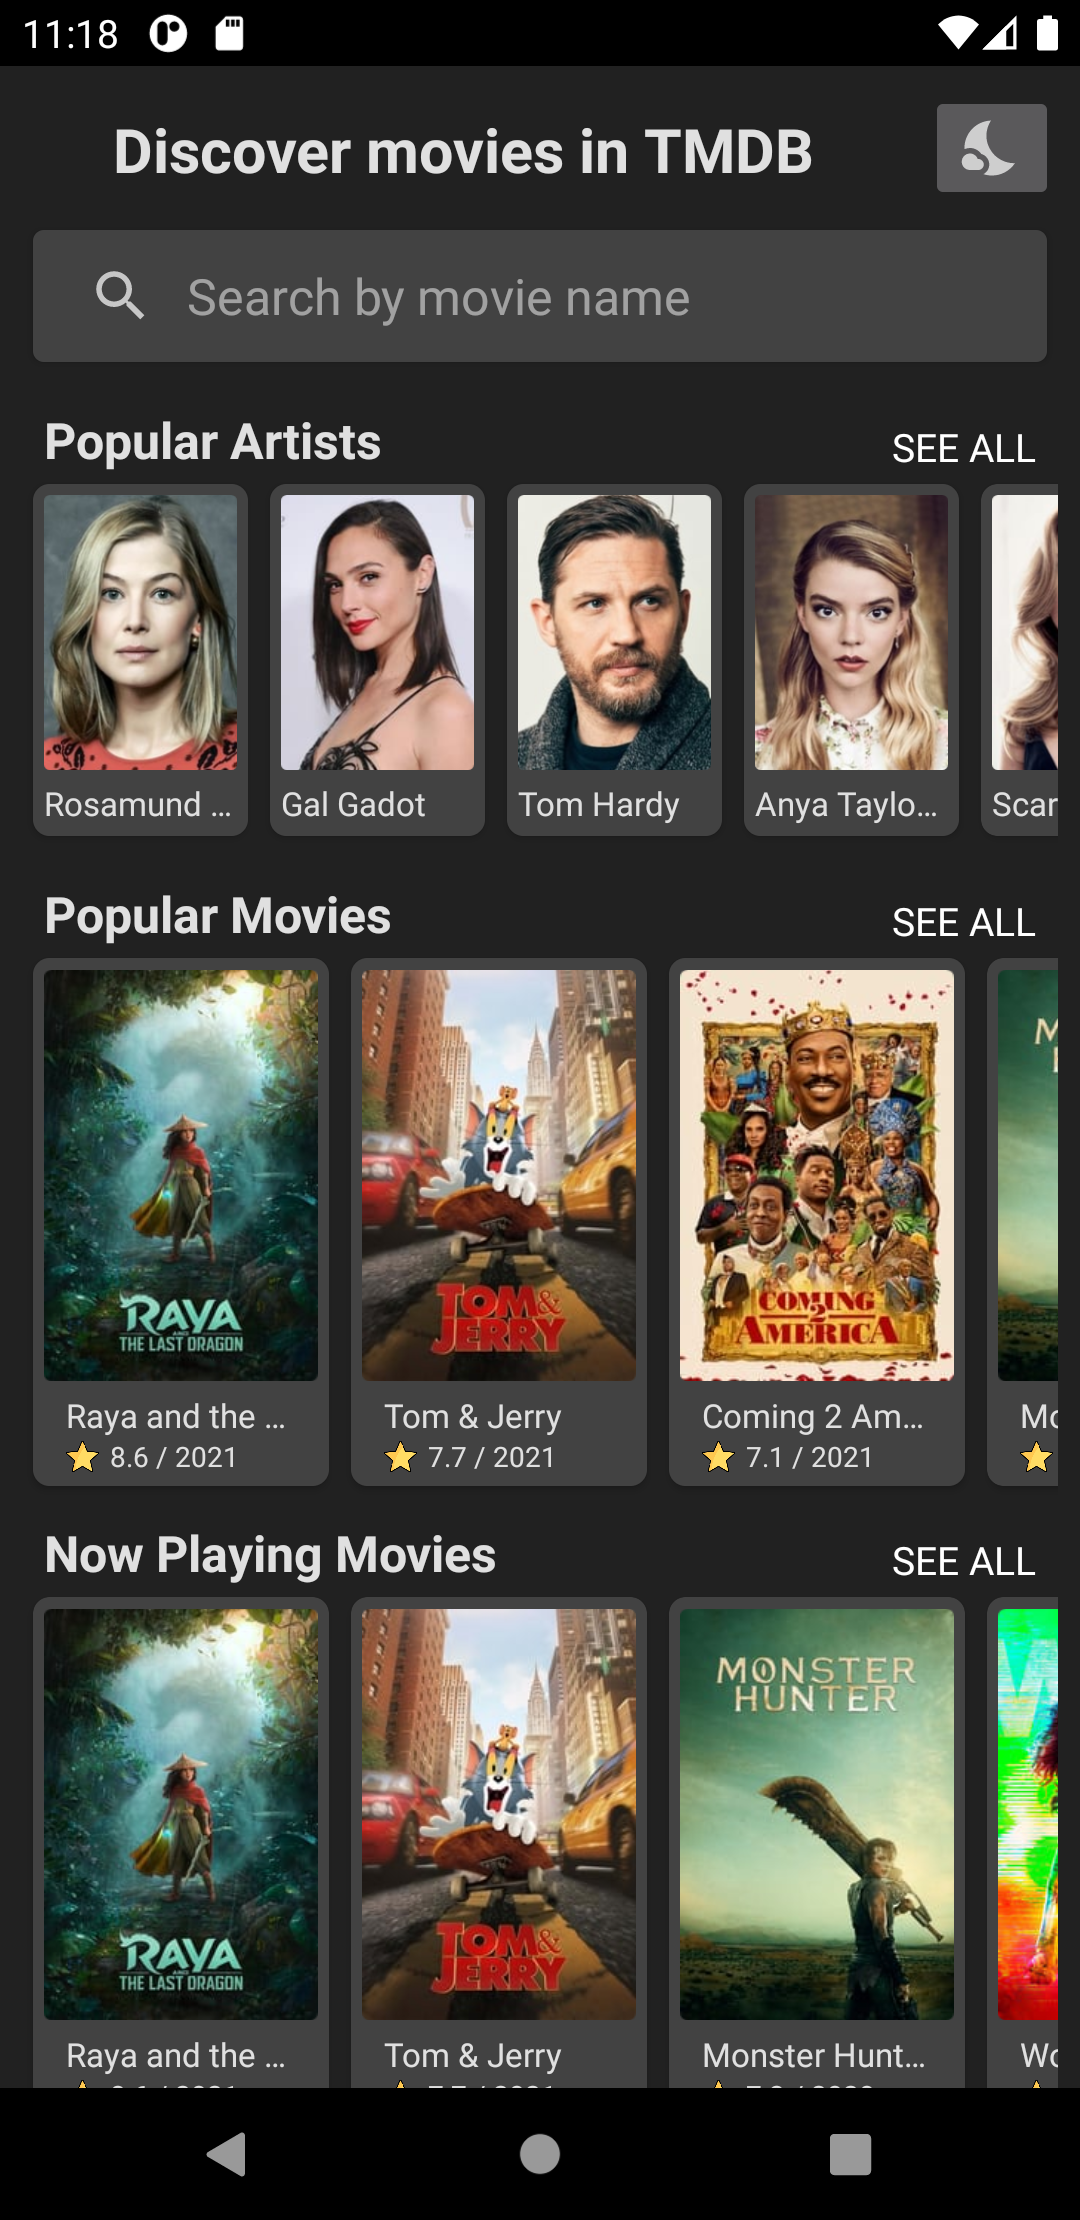 11:18
Discover movies in TMDB
Search by movie name
Popular Artists
SEE ALL
Rosamund ...
Gal Gadot
Tom Hardy
Anya Taylo...
Scar
Popular Movies
SEE ALL
RAYA
AND
THE LAST DRAGON
TOM&
JERRY
COMING
2
AMERICA
M
Raya and the ...
8.6 / 2021
Tom & Jerry
7.7 / 2021
Coming 2 Am...
7.1 / 2021
Mo
Now Playing Movies
SEE ALL
RAYA
AND
THE LAST DRAGON
TOM&
JERRY
MONSTER
HUNTER
Raya and the ...
Tom & Jerry
Monster Hunt...
Wo